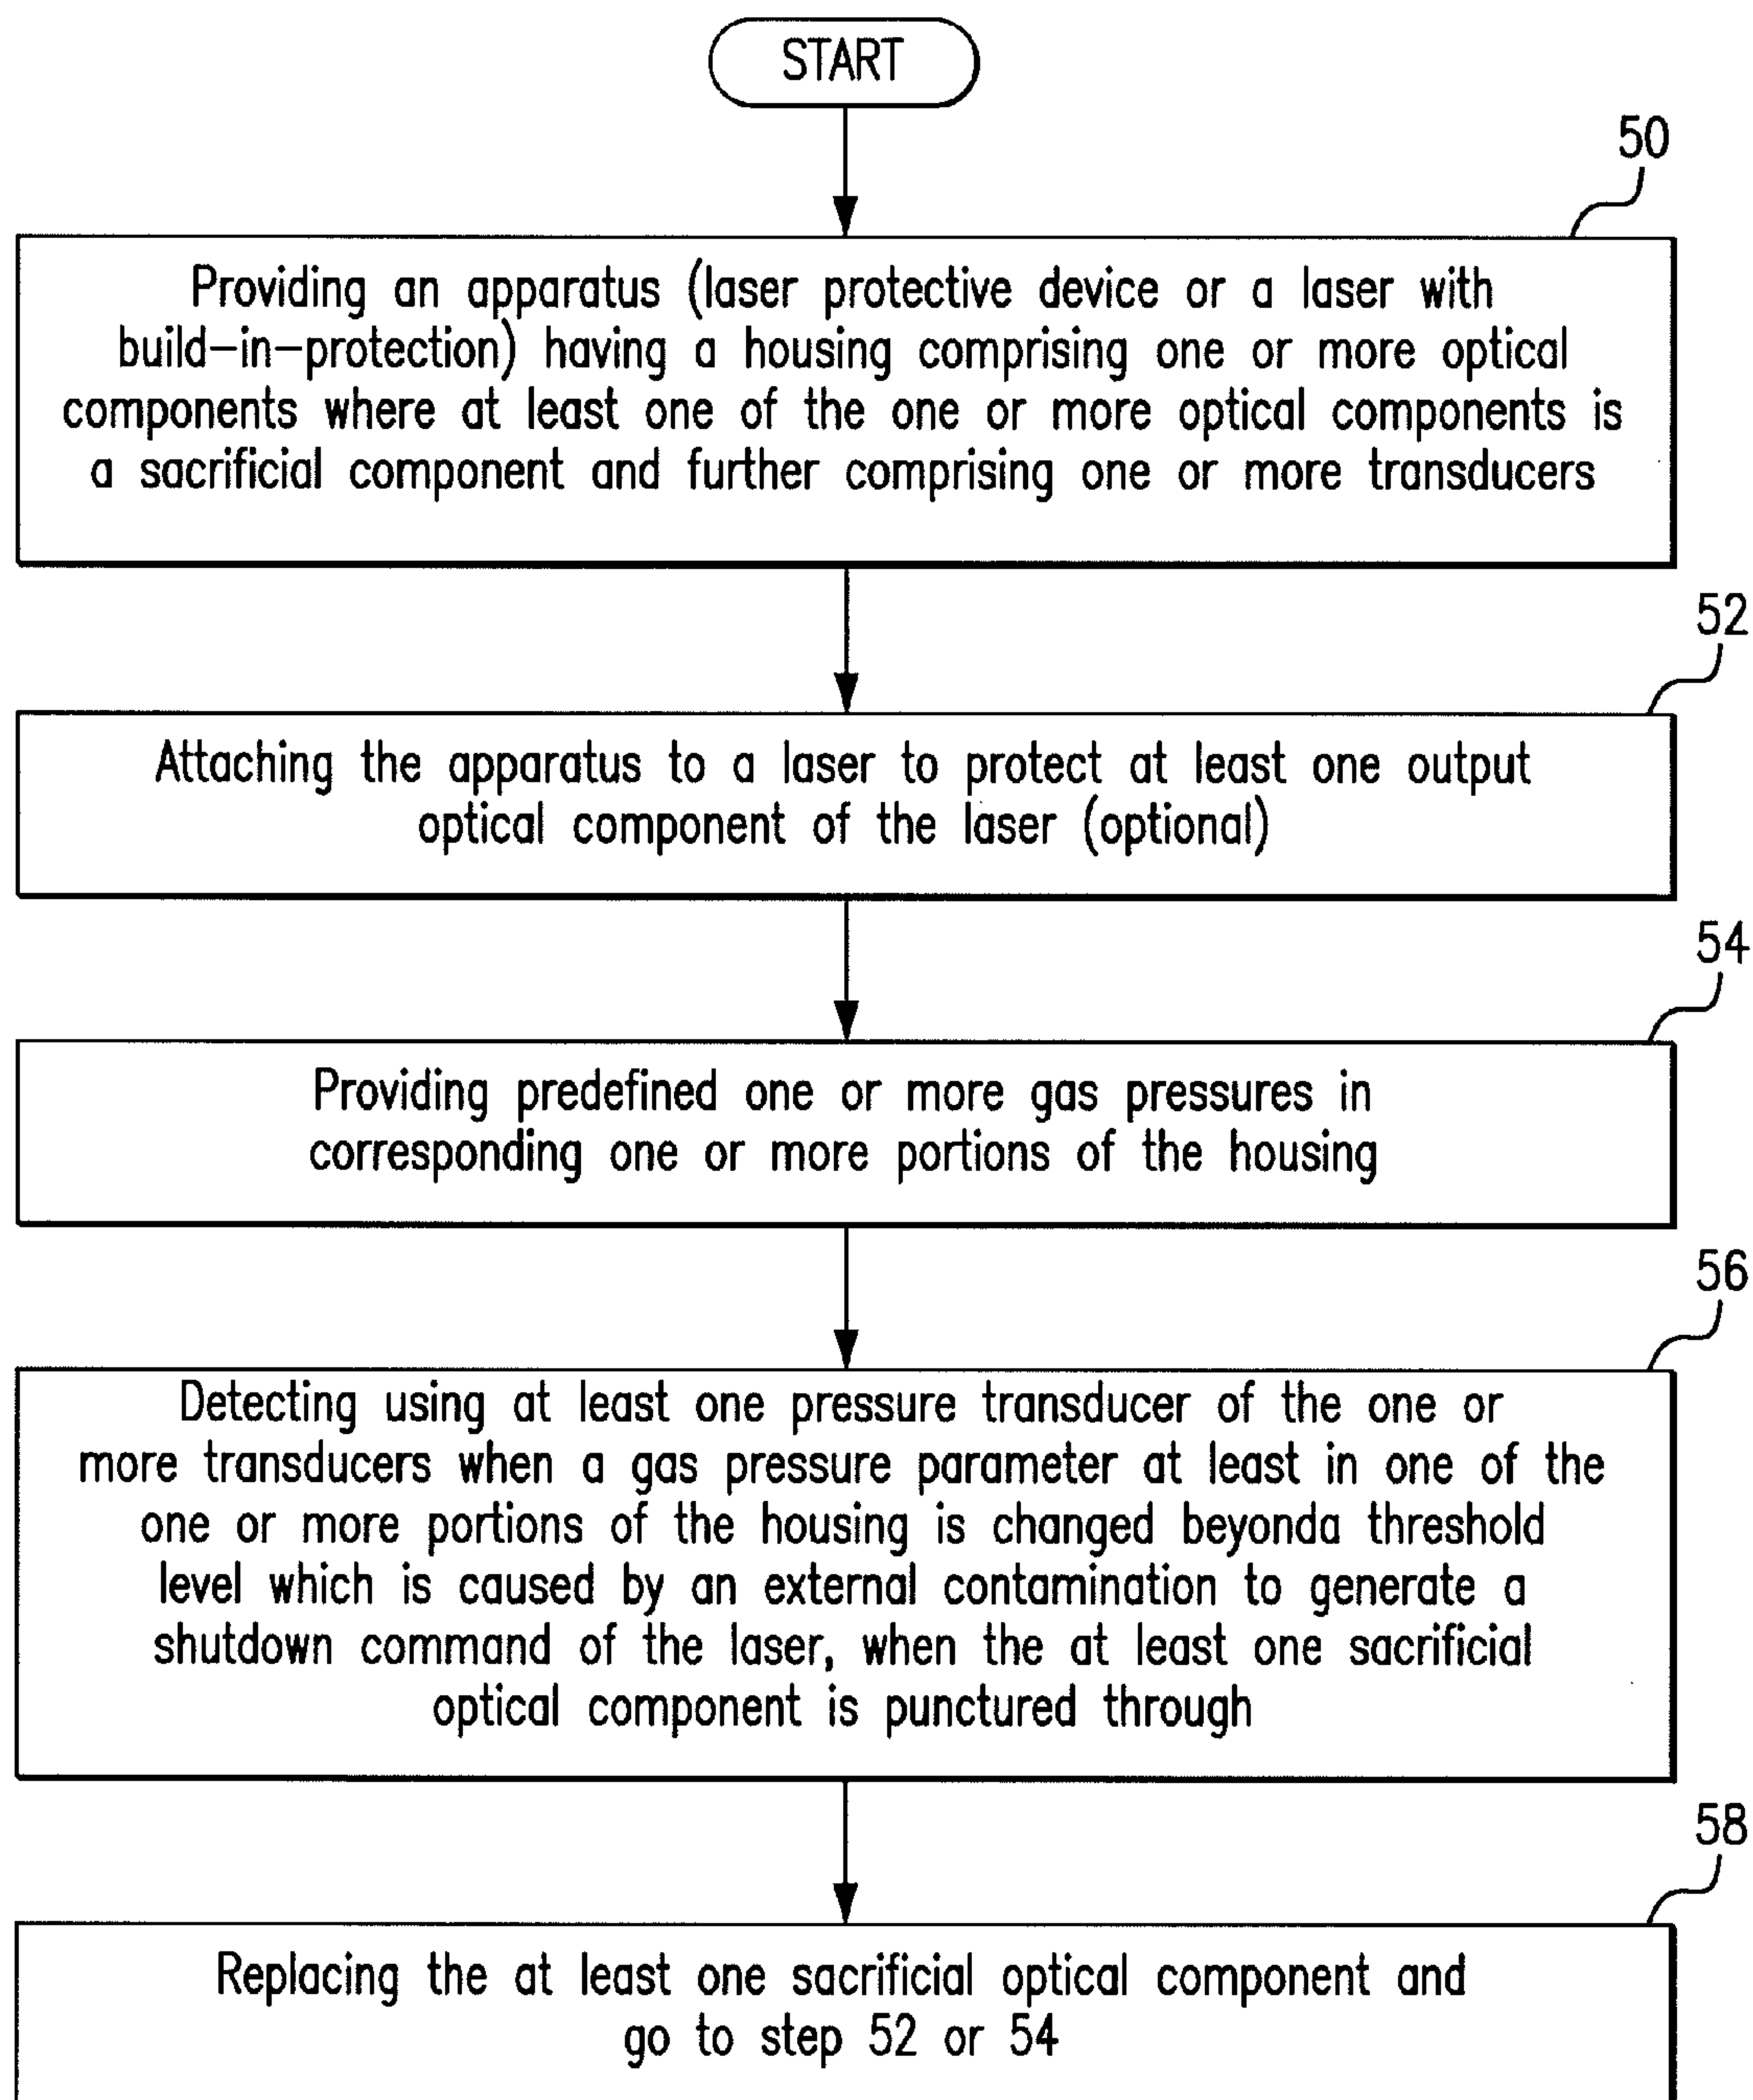 START
50
Providing an apparatus (laser protective device or a laser with
build-in-protection) having a housing comprising one or more optical
components where at least one of the one or more optical components is
a sacrificial component and further comprising one or more transducers
52
Attaching the apparatus to a laser to protect at least one output
optical component of the laser (optional)
54
Providing predefined one or more gas pressures in
corresponding one or more portions of the housing
56
Detecting using at least one pressure transducer of the one or
more transducers when a gas pressure parameter at least in one of the
one or more portions of the housing is changed beyonda threshold
level which is caused by an external contamination to generate a
shutdown command of the laser, when the at least one sacrificial
optical component is punctured through
58
Replacing the at least one sacrificial optical component and
go to step 52 or 54